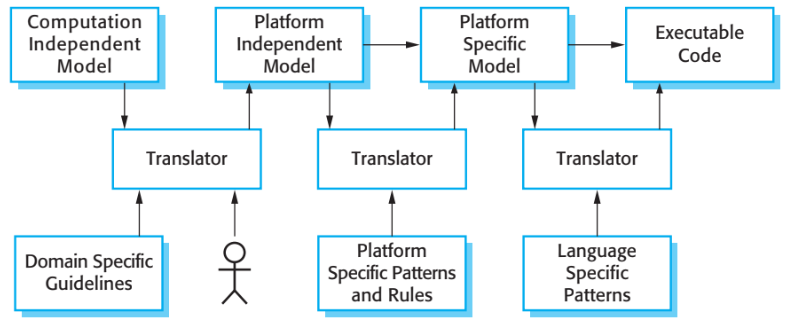 Computation
Independent
Model
Platform
Independent
Model
Platform
Specific
Model
Executable
Code
Translator
Translator
Translator
Domain Specific
Guidelines
Platform
Specific Patterns
and Rules
Language
Specific
Patterns